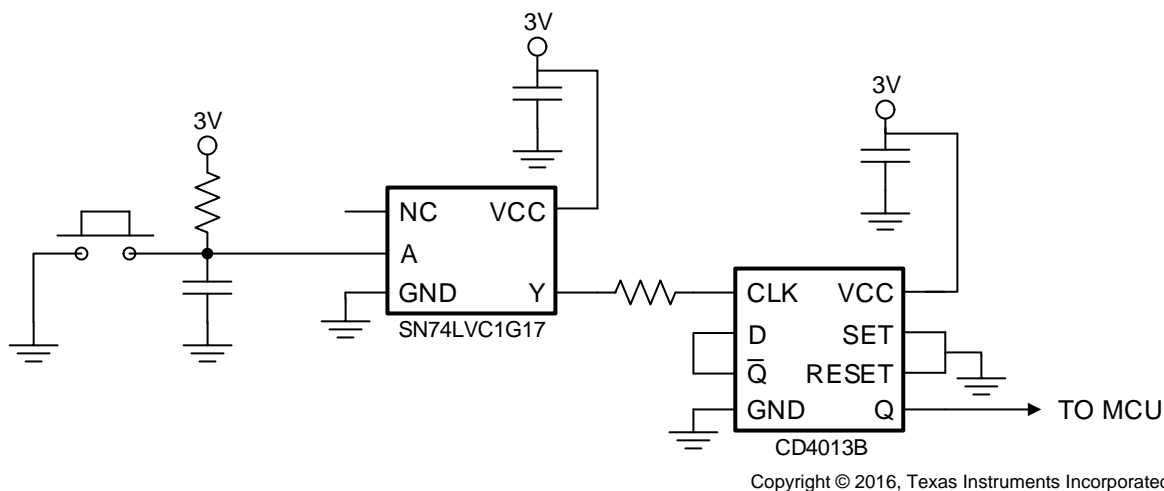 3V
3V
3V
NC VCC
A
GND Y
SN74LVC1G17
CLK VCC
D SET
Q̅ RESET
GND Q
CD4013B
TO MCU
Copyright © 2016, Texas Instruments Incorporated